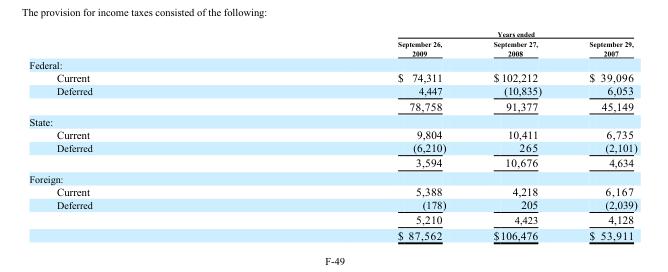 The provision for income taxes consisted of the following:
Years ended
September 26, 2009 September 27, 2008 September 29, 2007
Federal:
Current $ 74,311 $ 102,212 $ 39,096
Deferred 4,447 (10,835) 6,053
78,758 91,377 45,149
State:
Current 9,804 10,411 6,735
Deferred (6,210) 265 (2,101)
3,594 10,676 4,634
Foreign:
Current 5,388 4,218 6,167
Deferred (178) 205 (2,039)
5,210 4,423 4,128
$ 87,562 $106,476 $ 53,911
F-49